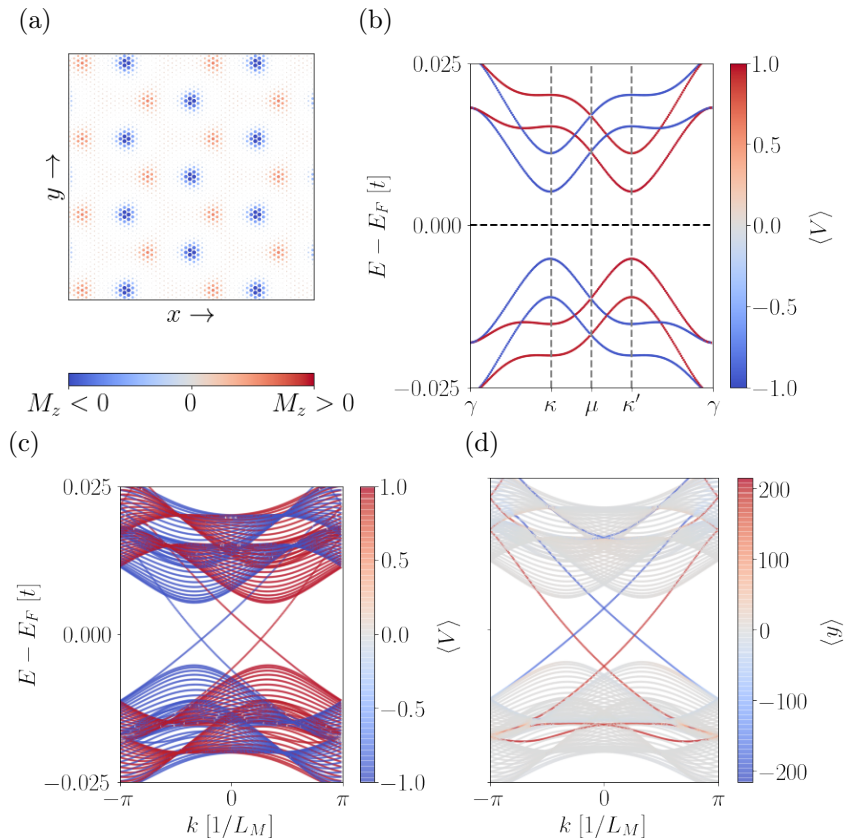 (a)
y →
x →
M_z < 0
0
M_z > 0
(b)
0.025
0.000
−0.025
E − E_F [t]
γ
κ
μ
κ′
γ
1.0
0.5
0.0
−0.5
−1.0
⟨V⟩
(c)
0.025
0.000
−0.025
E − E_F [t]
−π
0
π
k [1/L_M]
1.0
0.5
0.0
−0.5
−1.0
⟨V⟩
(d)
−π
0
π
k [1/L_M]
200
100
0
−100
−200
⟨y⟩